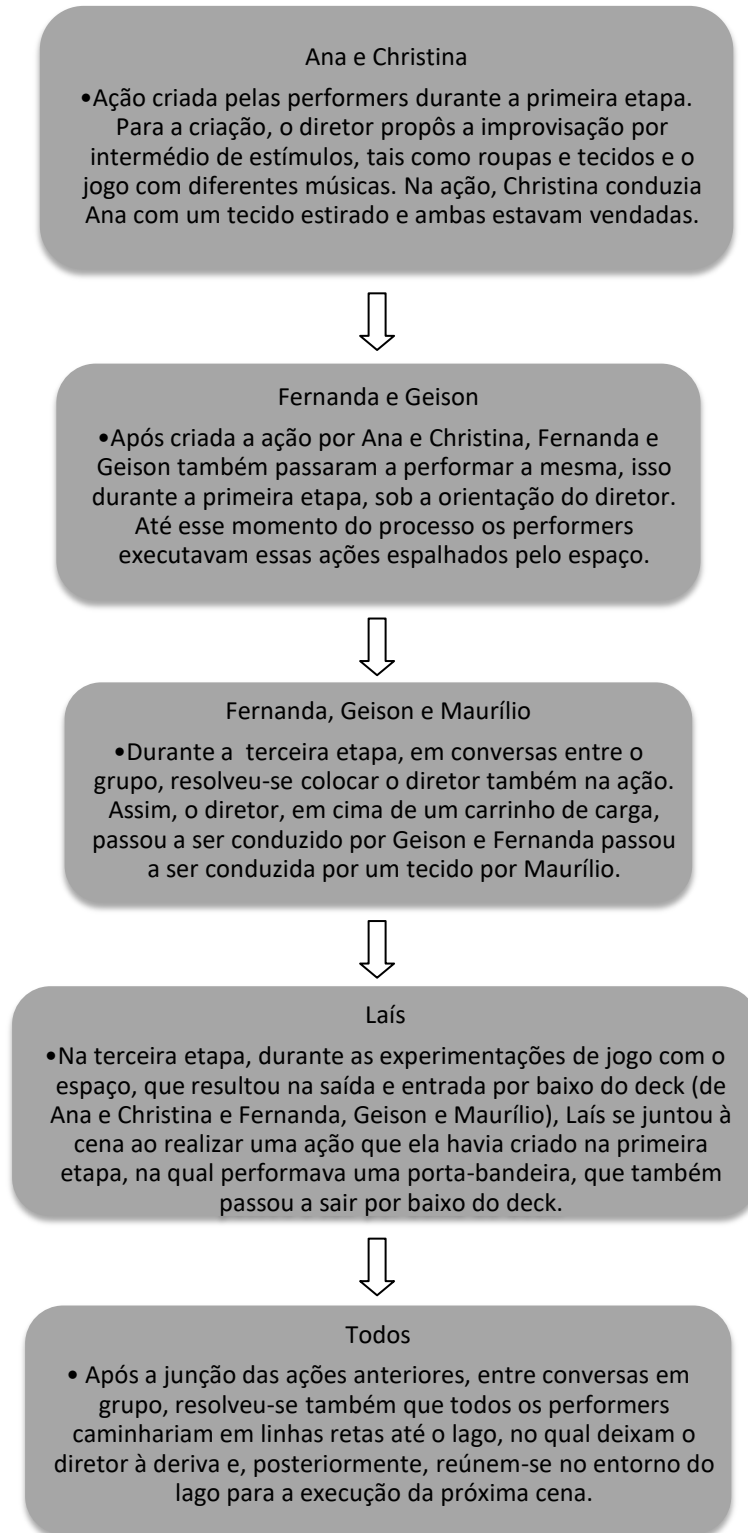 Ana e Christina
•Ação criada pelas performers durante a primeira etapa.
Para a criação, o diretor propôs a improvisação por
intermédio de estímulos, tais como roupas e tecidos e o
jogo com diferentes músicas. Na ação, Christina conduzia
Ana com um tecido estirado e ambas estavam vendadas.
Fernanda e Geison
•Após criada a ação por Ana e Christina, Fernanda e
Geison também passaram a performar a mesma, isso
durante a primeira etapa, sob a orientação do diretor.
Até esse momento do processo os performers
executavam essas ações espalhados pelo espaço.
Fernanda, Geison e Maurílio
•Durante a terceira etapa, em conversas entre o
grupo, resolveu-se colocar o diretor também na ação.
Assim, o diretor, em cima de um carrinho de carga,
passou a ser conduzido por Geison e Fernanda passou
a ser conduzida por um tecido por Maurílio.
Laís
•Na terceira etapa, durante as experimentações de jogo com o
espaço, que resultou na saída e entrada por baixo do deck (de
Ana e Christina e Fernanda, Geison e Maurílio), Laís se juntou à
cena ao realizar uma ação que ela havia criado na primeira
etapa, na qual performava uma porta-bandeira, que também
passou a sair por baixo do deck.
Todos
• Após a junção das ações anteriores, entre conversas em
grupo, resolveu-se também que todos os performers
caminhariam em linhas retas até o lago, no qual deixam o
diretor à deriva e, posteriormente, reúnem-se no entorno do
lago para a execução da próxima cena.